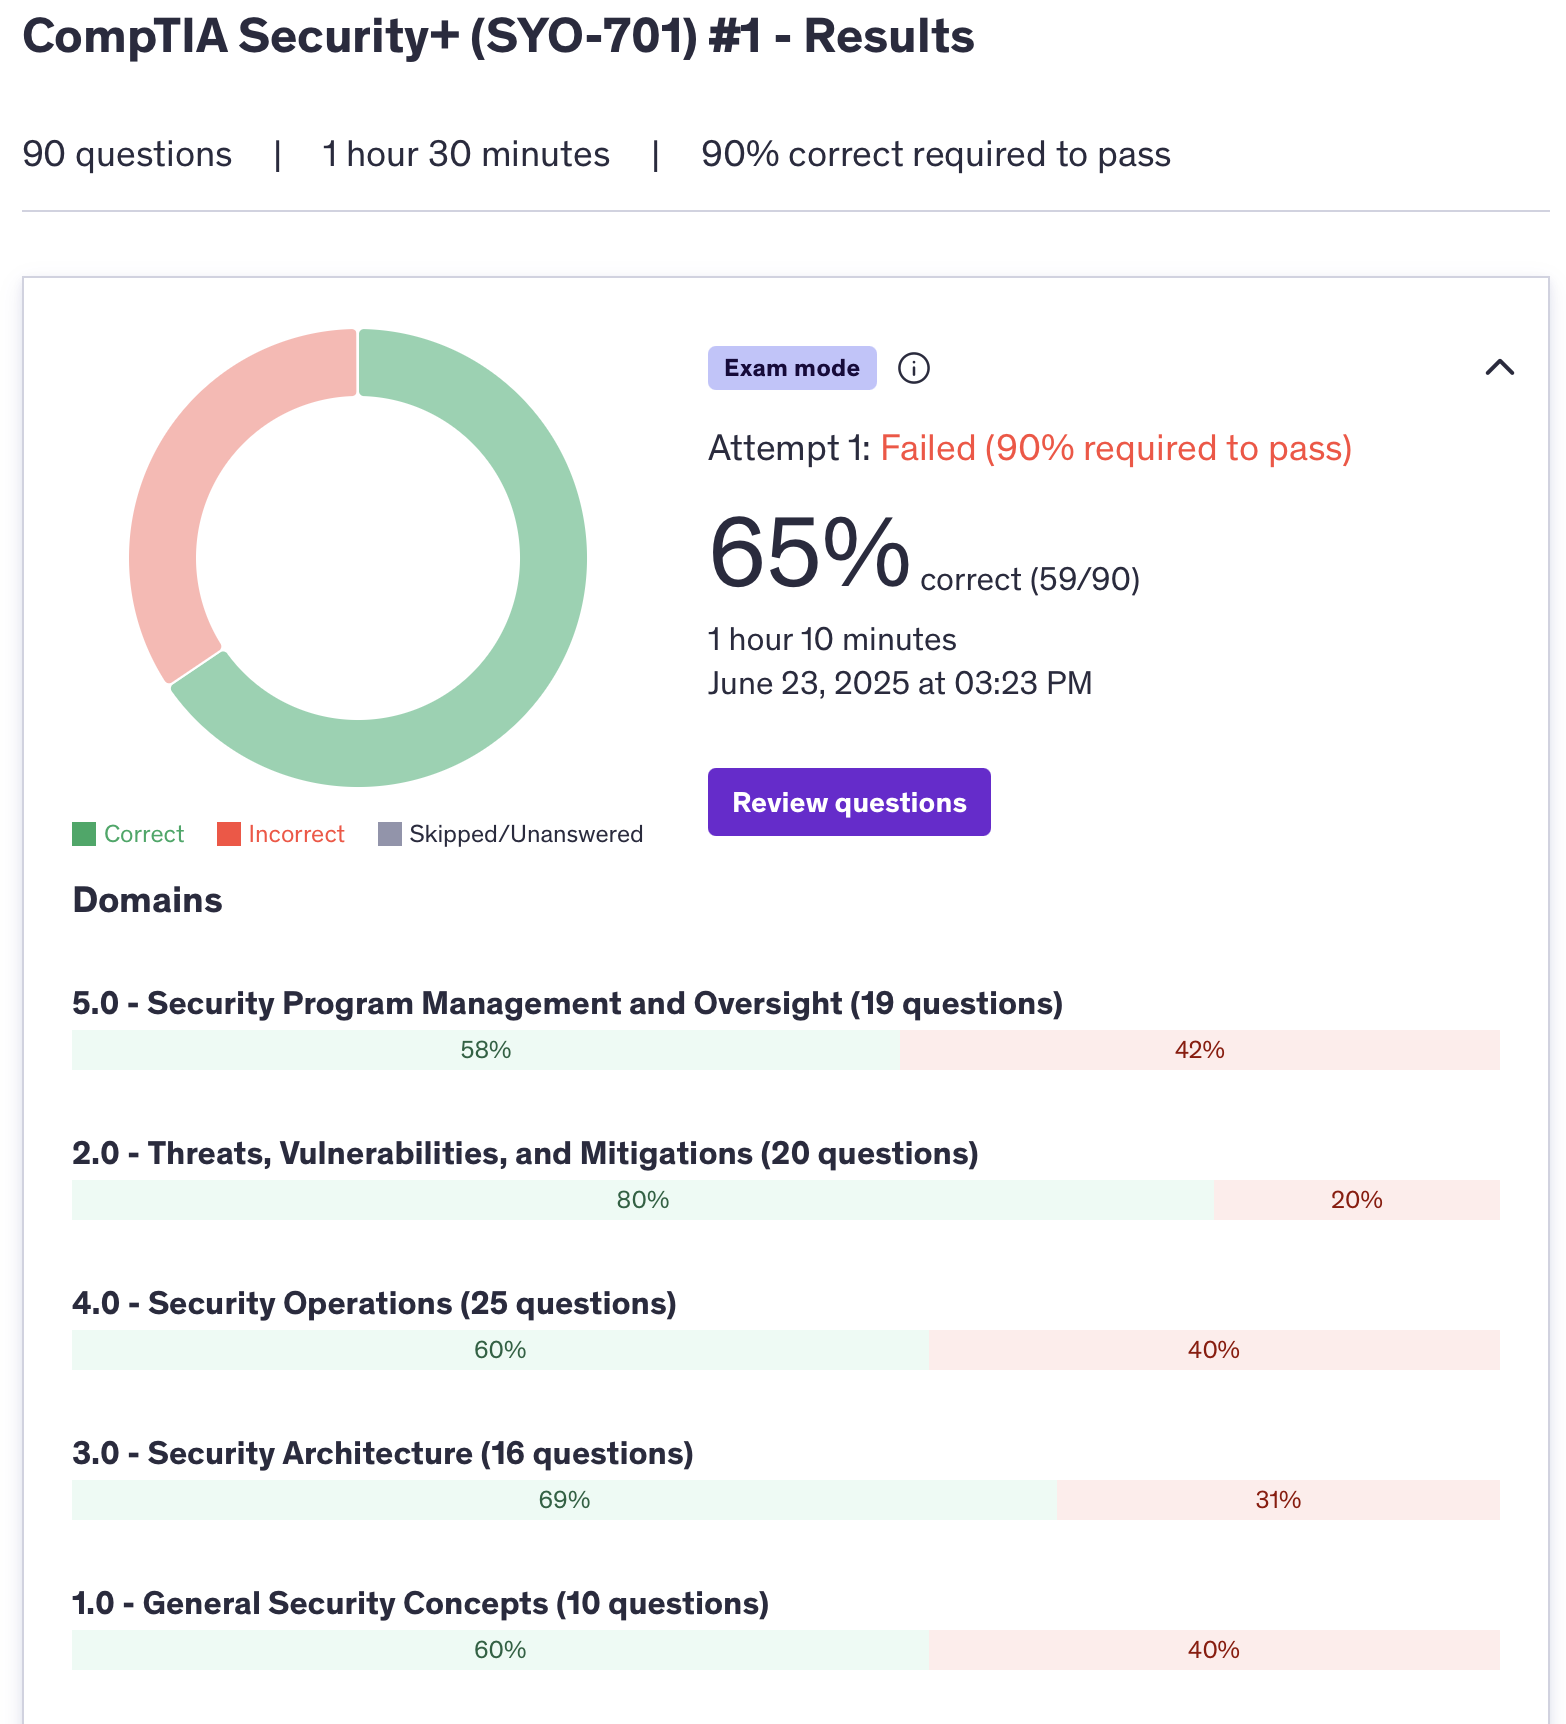 CompTIA Security+ (SYO-701) #1 - Results
90 questions | 1 hour 30 minutes | 90% correct required to pass
Exam mode
Attempt 1: Failed (90% required to pass)
65% correct (59/90)
1 hour 10 minutes
June 23, 2025 at 03:23 PM
Review questions
Correct Incorrect Skipped/Unanswered
Domains
5.0 - Security Program Management and Oversight (19 questions)
58% 42%
2.0 - Threats, Vulnerabilities, and Mitigations (20 questions)
80% 20%
4.0 - Security Operations (25 questions)
60% 40%
3.0 - Security Architecture (16 questions)
69% 31%
1.0 - General Security Concepts (10 questions)
60% 40%